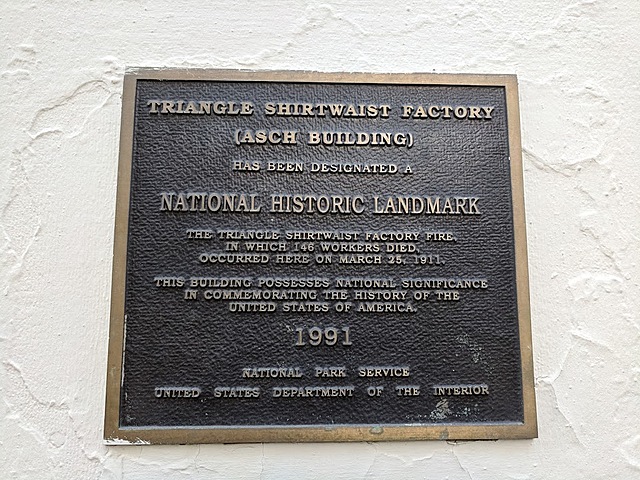 TRIANGLE SHIRTWAIST FACTORY
(ASCH BUILDING)
HAS BEEN DESIGNATED A
NATIONAL HISTORIC LANDMARK
THE TRIANGLE SHIRTWAIST FACTORY FIRE,
IN WHICH 146 WORKERS DIED,
OCCURRED HERE ON MARCH 25, 1911.
THIS BUILDING POSSESSES NATIONAL SIGNIFICANCE
IN COMMEMORATING THE HISTORY OF THE
UNITED STATES OF AMERICA.
1991
NATIONAL PARK SERVICE
UNITED STATES DEPARTMENT OF THE INTERIOR